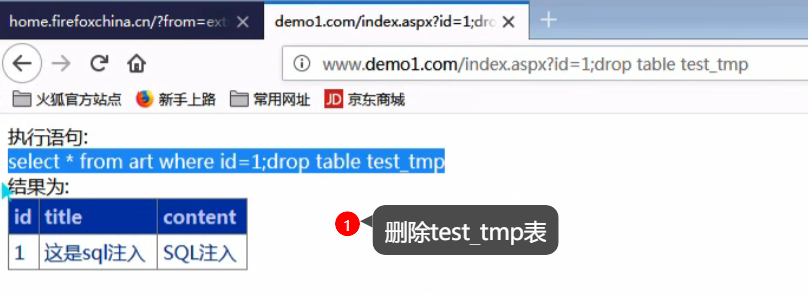 home.firefoxchina.cn/?from=ext
demo1.com/index.aspx?id=1;dro
www.demo1.com/index.aspx?id=1;drop table test_tmp
火狐官方站点 新手上路 常用网址 JD 京东商城
执行语句:
select * from art where id=1;drop table test_tmp
结果为:
id title content
1 这是sql注入 SQL注入
1 删除test_tmp表